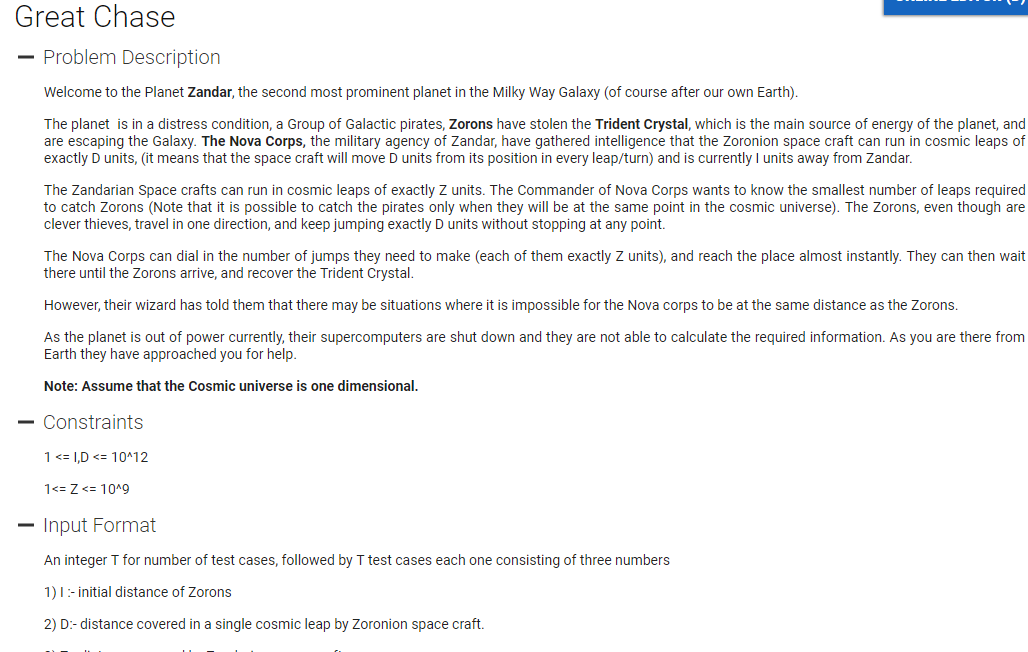 Great Chase
Problem Description
Welcome to the Planet Zandar, the second most prominent planet in the Milky Way Galaxy (of course after our own Earth).
The planet is in a distress condition, a Group of Galactic pirates, Zorons have stolen the Trident Crystal, which is the main source of energy of the planet, and
are escaping the Galaxy. The Nova Corps, the military agency of Zandar, have gathered intelligence that the Zoronion space craft can run in cosmic leaps of
exactly D units, (it means that the space craft will move D units from its position in every leap/turn) and is currently I units away from Zandar.
The Zandarian Space crafts can run in cosmic leaps of exactly Z units. The Commander of Nova Corps wants to know the smallest number of leaps required
to catch Zorons (Note that it is possible to catch the pirates only when they will be at the same point in the cosmic universe). The Zorons, even though are
clever thieves, travel in one direction, and keep jumping exactly D units without stopping at any point.
The Nova Corps can dial in the number of jumps they need to make (each of them exactly Z units), and reach the place almost instantly. They can then wait
there until the Zorons arrive, and recover the Trident Crystal.
However, their wizard has told them that there may be situations where it is impossible for the Nova corps to be at the same distance as the Zorons.
As the planet is out of power currently, their supercomputers are shut down and they are not able to calculate the required information. As you are there from
Earth they have approached you for help.
Note: Assume that the Cosmic universe is one dimensional.
Constraints
1 <= I,D <= 10^12
1<= Z <= 10^9
Input Format
An integer T for number of test cases, followed by T test cases each one consisting of three numbers
1) I :- initial distance of Zorons
2) D:- distance covered in a single cosmic leap by Zoronion space craft.